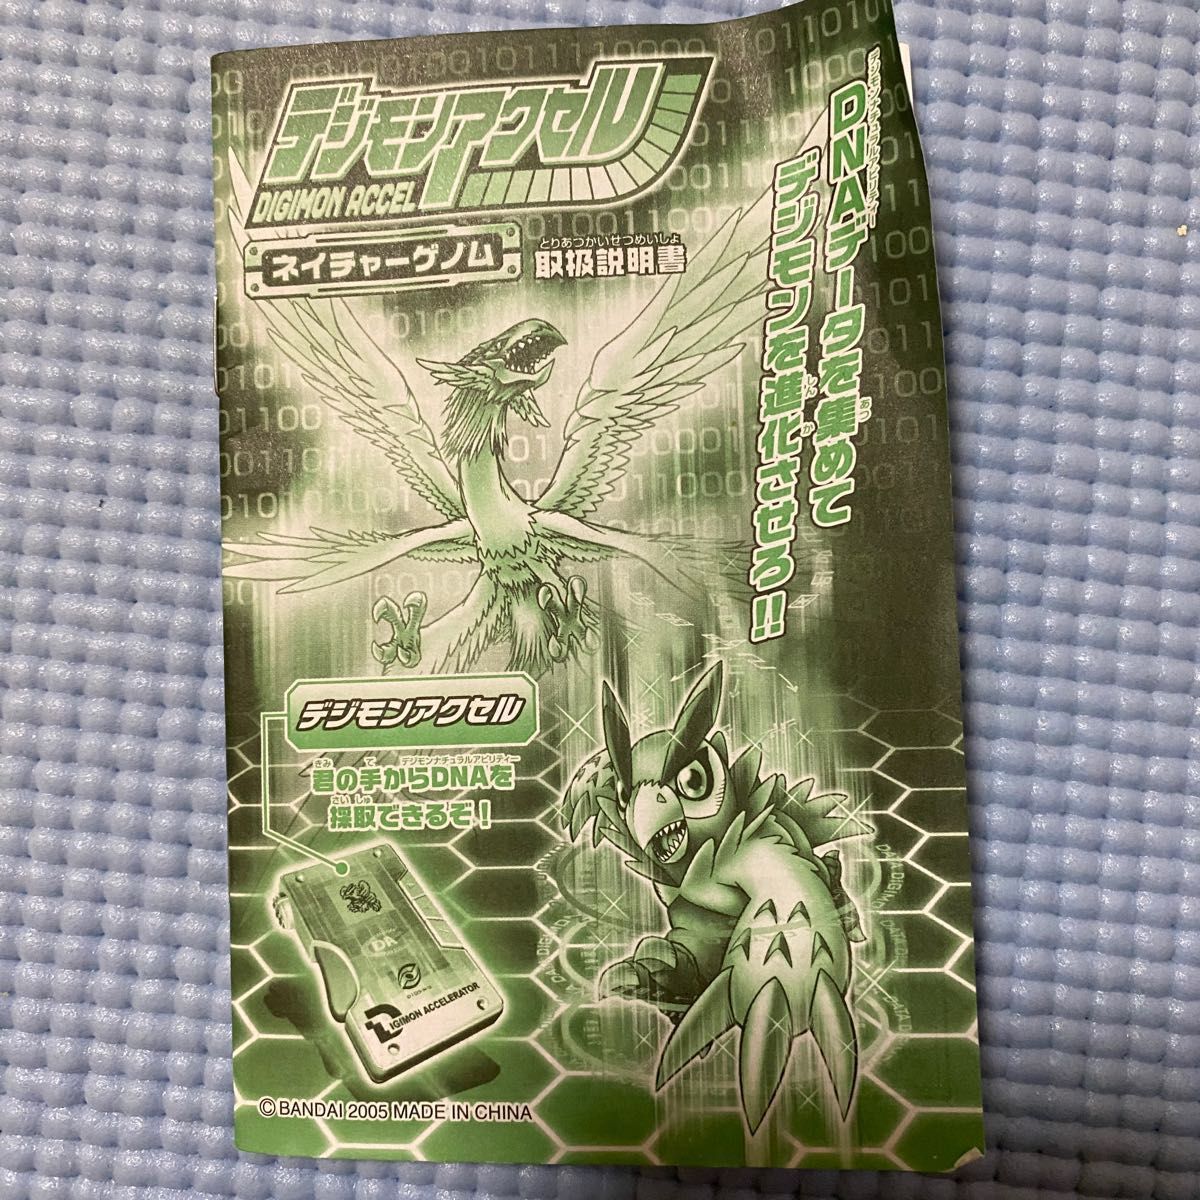 デジモンアクセル
DIGIMON ACCEL
ネイチャーゲノム
とりあつかいせつめいしょ
取扱説明書
デジモンナチュラルアビリティー
DNAデータを集めて
あつ
デジモンを進化させろ!!
しんか
デジモンアクセル
きみ て デジモンナチュラルアビリティー
君の手からDNAを
さいしゅ
採取できるぞ!
DA
DIGIMON ACCELERATOR
©BANDAI 2005 MADE IN CHINA